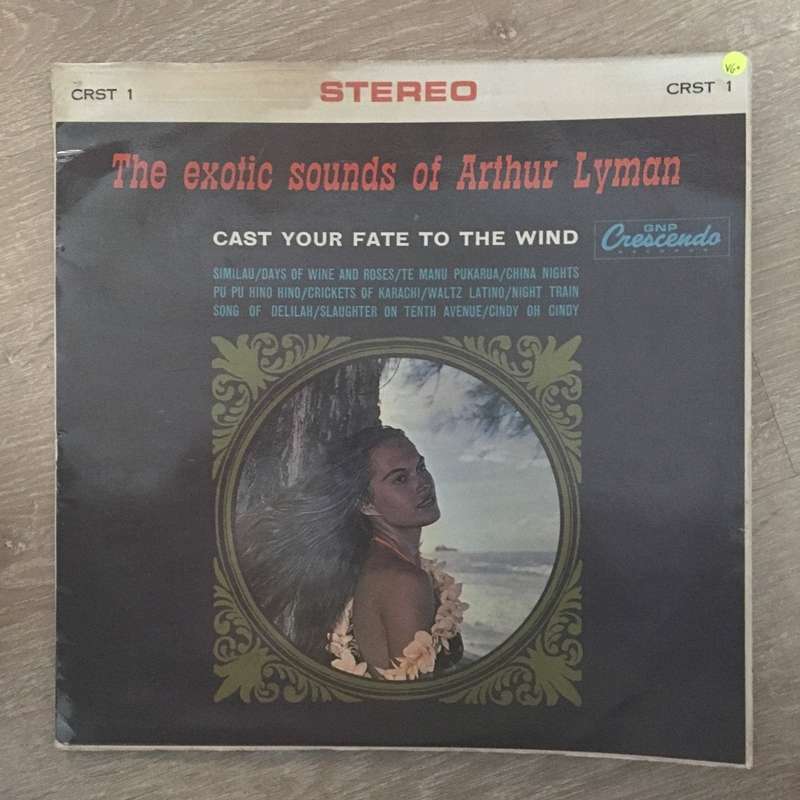 CRST 1 STEREO CRST 1
VG+
The exotic sounds of Arthur Lyman
CAST YOUR FATE TO THE WIND
GNP
Crescendo
RECORDS
SIMILAU/DAYS OF WINE AND ROSES/TE MANU PUKARUA/CHINA NIGHTS
PU PU HINO HINO/CRICKETS OF KARACHI/WALTZ LATINO/NIGHT TRAIN
SONG OF DELILAH/SLAUGHTER ON TENTH AVENUE/CINDY OH CINDY